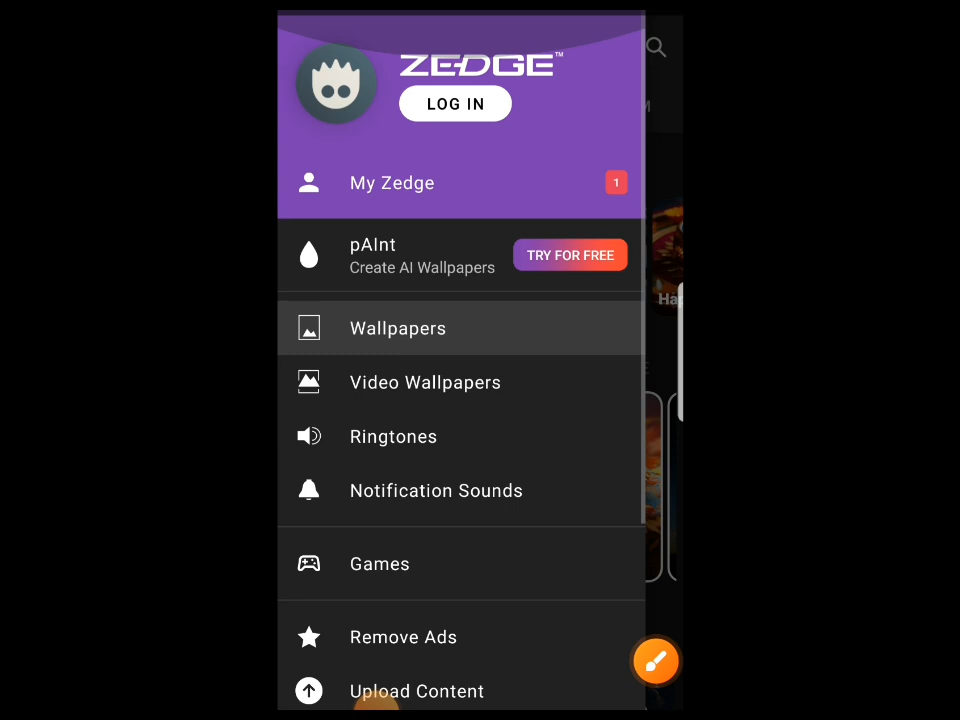 ZEDGE™
LOG IN
M
My Zedge
1
pAInt
Create AI Wallpapers
TRY FOR FREE
Ha
Wallpapers
E
Video Wallpapers
Ringtones
Notification Sounds
Games
Remove Ads
Upload Content